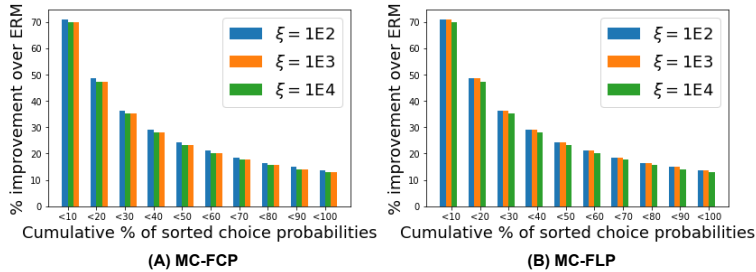 % improvement over ERM
70
60
50
40
30
20
10
0
ξ = 1E2
ξ = 1E3
ξ = 1E4
<10 <20 <30 <40 <50 <60 <70 <80 <90 <100
Cumulative % of sorted choice probabilities
(A) MC-FCP
% improvement over ERM
70
60
50
40
30
20
10
0
ξ = 1E2
ξ = 1E3
ξ = 1E4
<10 <20 <30 <40 <50 <60 <70 <80 <90 <100
Cumulative % of sorted choice probabilities
(B) MC-FLP